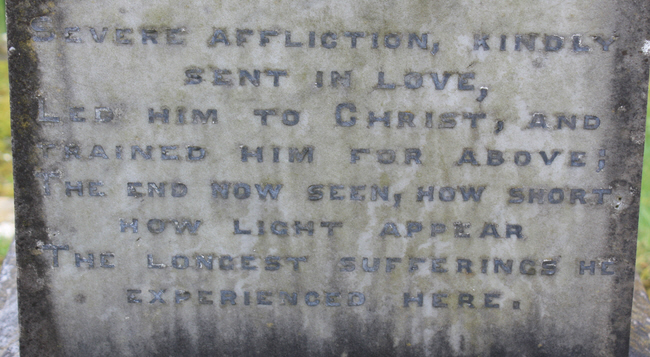 SEVERE AFFLICTION, KINDLY
SENT IN LOVE,
LED HIM TO CHRIST, AND
TRAINED HIM FOR ABOVE;
THE END NOW SEEN, HOW SHORT
HOW LIGHT APPEAR
THE LONGEST SUFFERINGS HE
EXPERIENCED HERE.